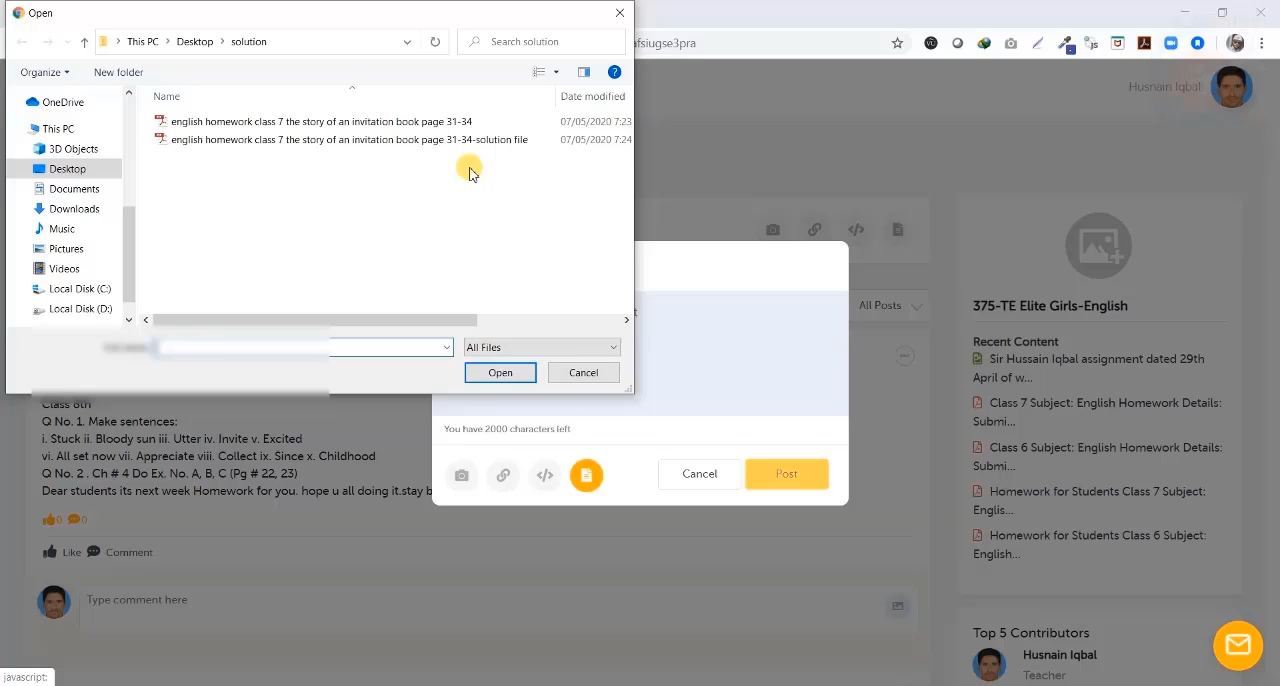 Open
This PC > Desktop > solution
Search solution
afsiugse3pra
Organize
New folder
Name
Date modified
OneDrive
This PC
3D Objects
Desktop
Documents
Downloads
Music
Pictures
Videos
Local Disk (C:)
Local Disk (D:)
english homework class 7 the story of an invitation book page 31-34
07/05/2020 7:23
english homework class 7 the story of an invitation book page 31-34-solution file
07/05/2020 7:24
All Files
Open
Cancel
Husnain Iqbal
All Posts
You have 2000 characters left
Cancel
Post
Class 8th
Q No. 1. Make sentences:
i. Stuck ii. Bloody sun iii. Utter iv. Invite v. Excited
vi. All set now vii. Appreciate viii. Collect ix. Since x. Childhood
Q No. 2 , Ch # 4 Do Ex. No. A, B, C (Pg # 22, 23)
Dear students its next week Homework for you. hope u all doing it.stay b
0 0
Like Comment
Type comment here
375-TE Elite Girls-English
Recent Content
Sir Hussain Iqbal assignment dated 29th
April of w...
Class 7 Subject: English Homework Details:
Submi...
Class 6 Subject: English Homework Details:
Submi...
Homework for Students Class 7 Subject:
Englis...
Homework for Students Class 6 Subject:
English...
Top 5 Contributors
Husnain Iqbal
Teacher
javascript: